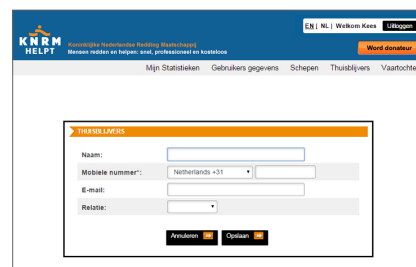 EN | NL | Welkom Kees Uitloggen
KNRM
HELPT
Koninklijke Nederlandse Redding Maatschappij
Mensen redden en helpen: snel, professioneel en kosteloos
Word donateur
Mijn Statistieken Gebruikers gegevens Schepen Thuisblijvers Vaartochte
THUISBLIJVERS
Naam:
Mobiele nummer*: Netherlands +31
E-mail:
Relatie:
Annuleren Opslaan